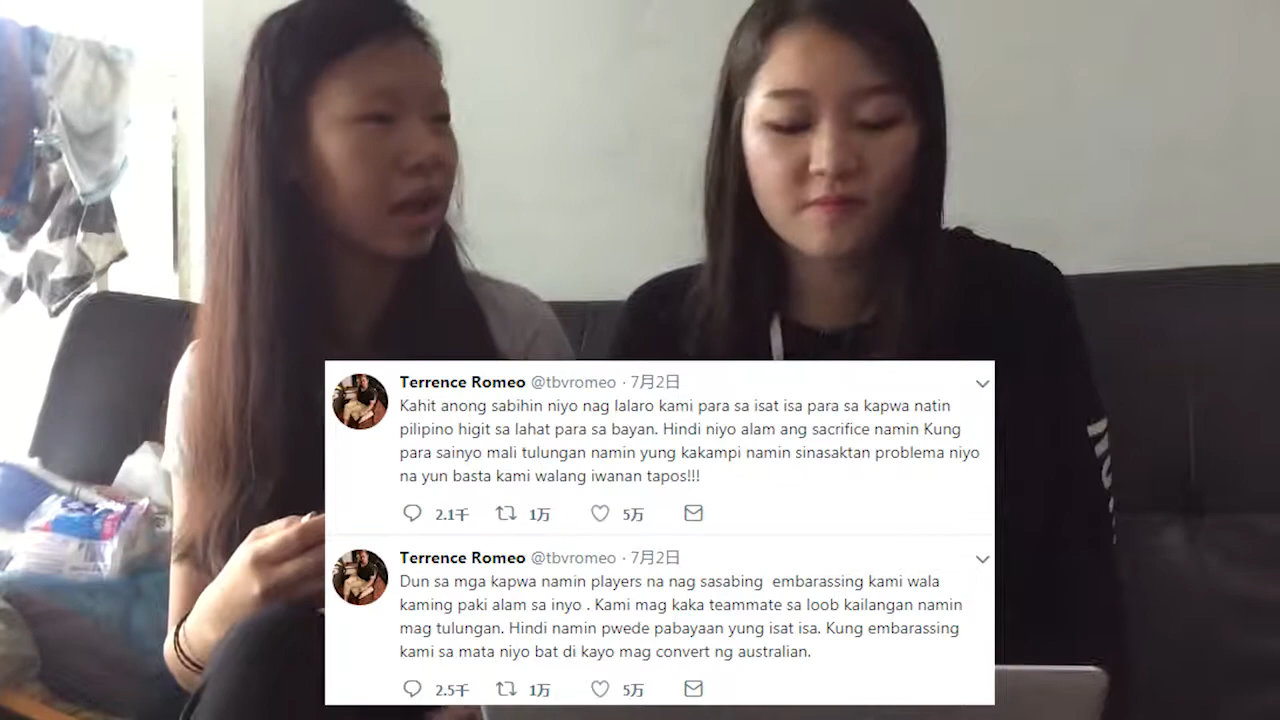 Terrence Romeo @tbvromeo · 7月2日
Kahit anong sabihin niyo nag lalaro kami para sa isat isa para sa kapwa natin
pilipino higit sa lahat para sa bayan. Hindi niyo alam ang sacrifice namin Kung
para sainyo mali tulungan namin yung kakampi namin sinasaktan problema niyo
na yun basta kami walang iwanan tapos!!!
2.1千 1万 5万
Terrence Romeo @tbvromeo · 7月2日
Dun sa mga kapwa namin players na nag sasabing  embarassing kami wala
kaming paki alam sa inyo . Kami mag kaka teammate sa loob kailangan namin
mag tulungan. Hindi namin pwede pabayaan yung isat isa. Kung embarassing
kami sa mata niyo bat di kayo mag convert ng australian.
2.5千 1万 5万